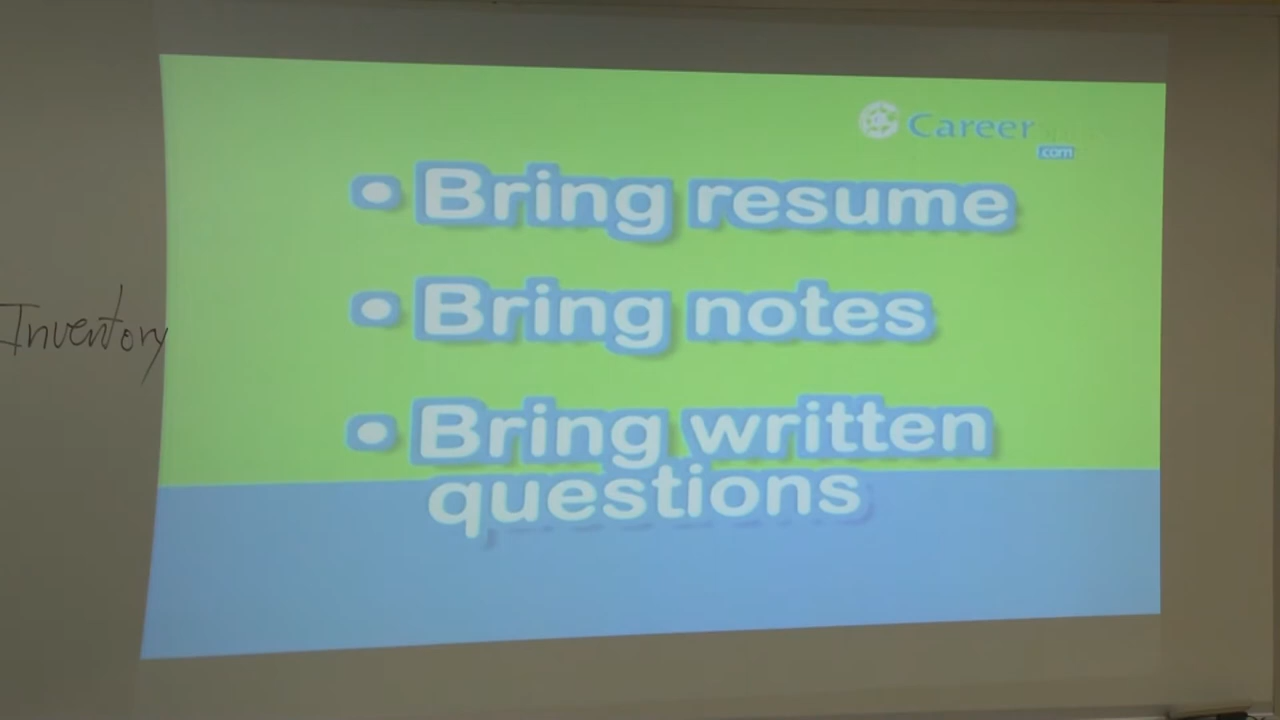 Career
com
• Bring resume
• Bring notes
• Bring written
questions
Inventory